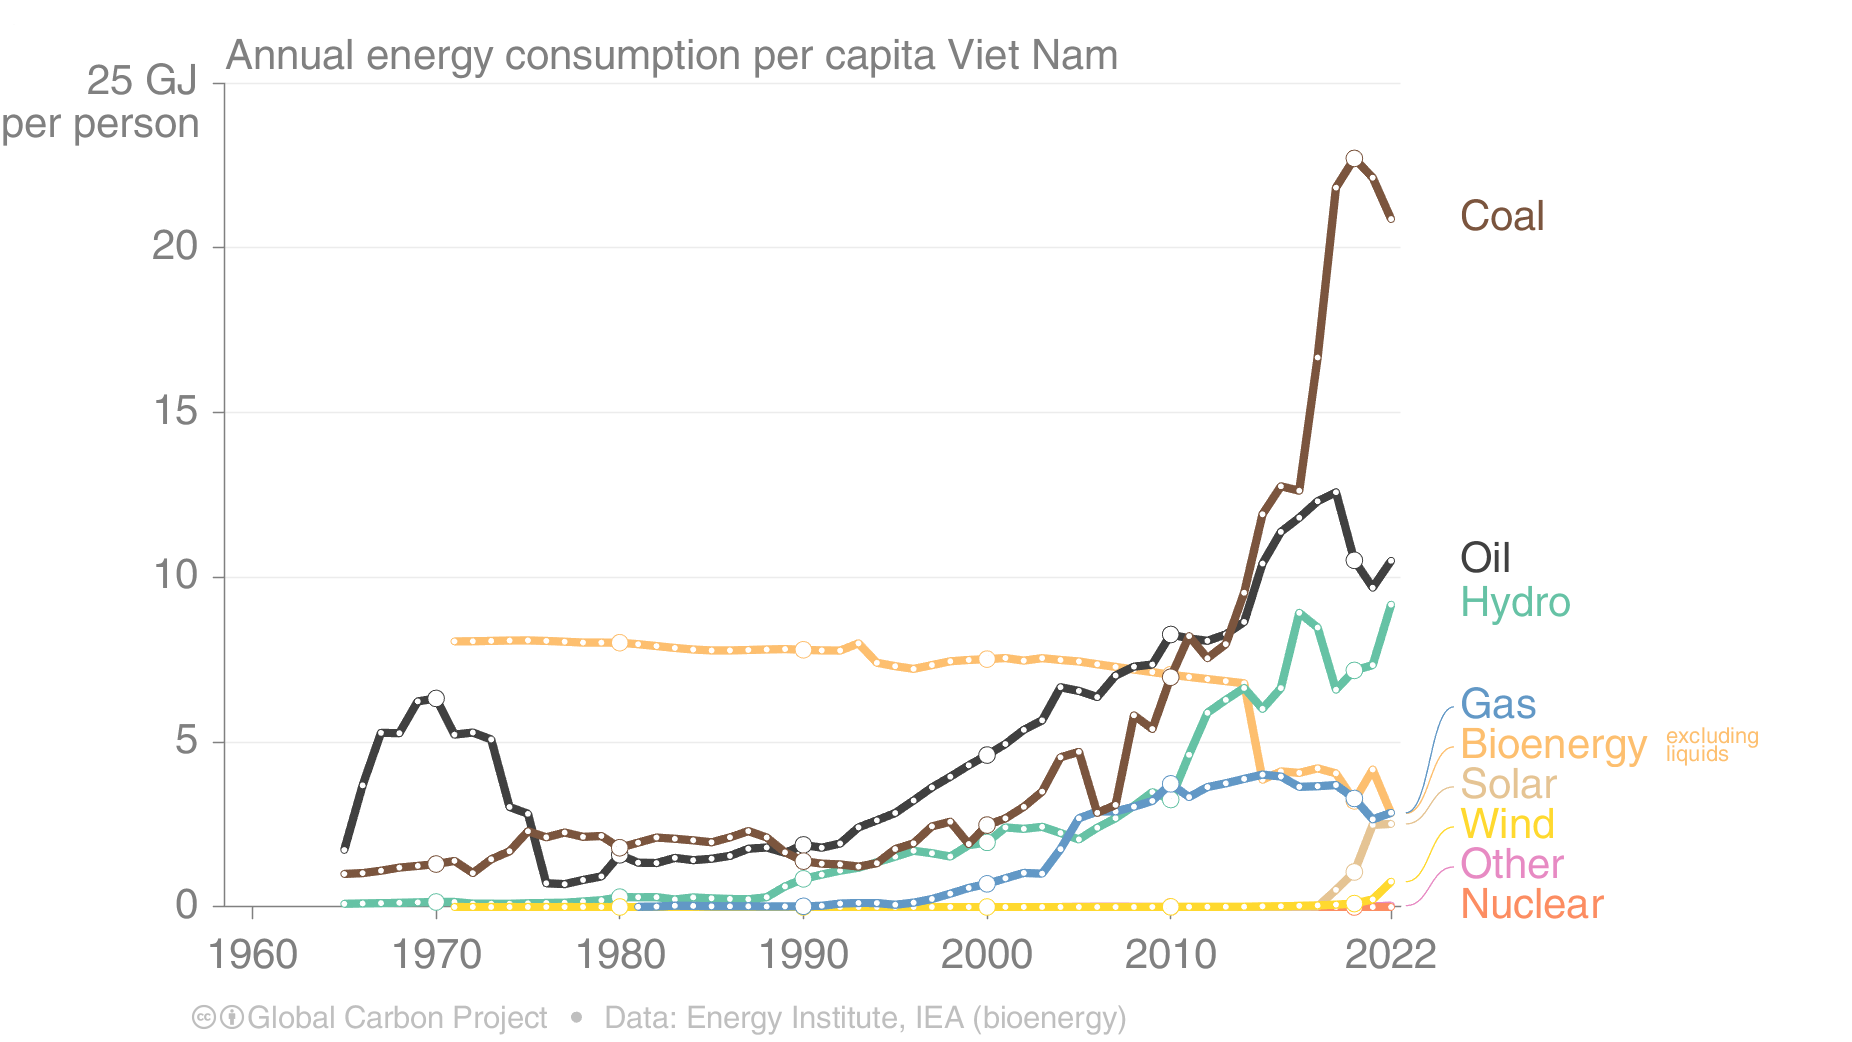 Annual energy consumption per capita Viet Nam
25 GJ
per person
20
15
10
5
0
1960 1970 1980 1990 2000 2010 2022
Coal
Oil
Hydro
Gas
Bioenergy excluding
liquids
Solar
Wind
Other
Nuclear
cc Global Carbon Project • Data: Energy Institute, IEA (bioenergy)